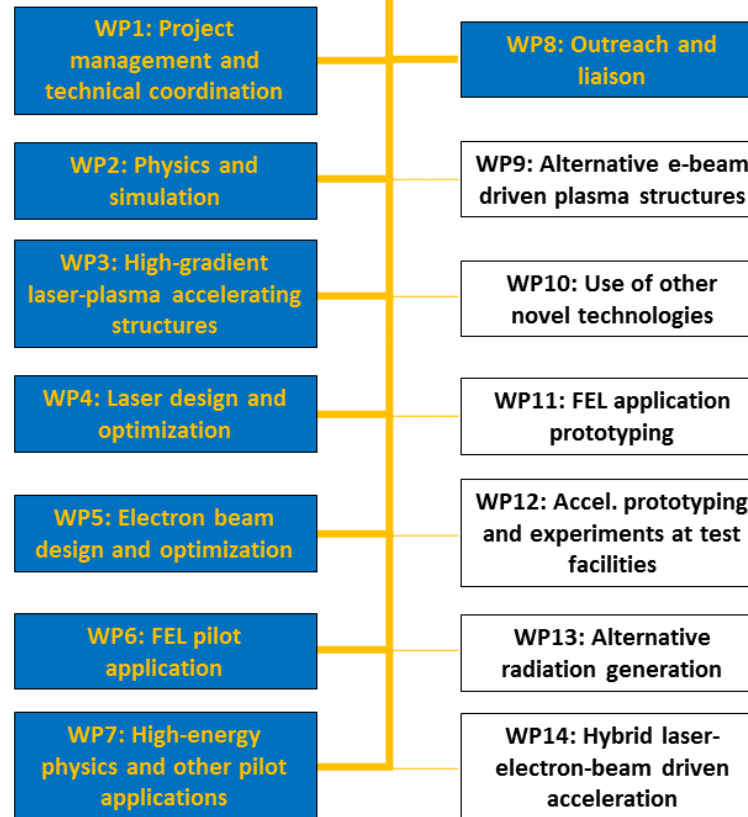 WP1: Project
management and
technical coordination
WP2: Physics and
simulation
WP3: High-gradient
laser-plasma accelerating
structures
WP4: Laser design and
optimization
WP5: Electron beam
design and optimization
WP6: FEL pilot
application
WP7: High-energy
physics and other pilot
applications
WP8: Outreach and
liaison
WP9: Alternative e-beam
driven plasma structures
WP10: Use of other
novel technologies
WP11: FEL application
prototyping
WP12: Accel. prototyping
and experiments at test
facilities
WP13: Alternative
radiation generation
WP14: Hybrid laser-
electron-beam driven
acceleration